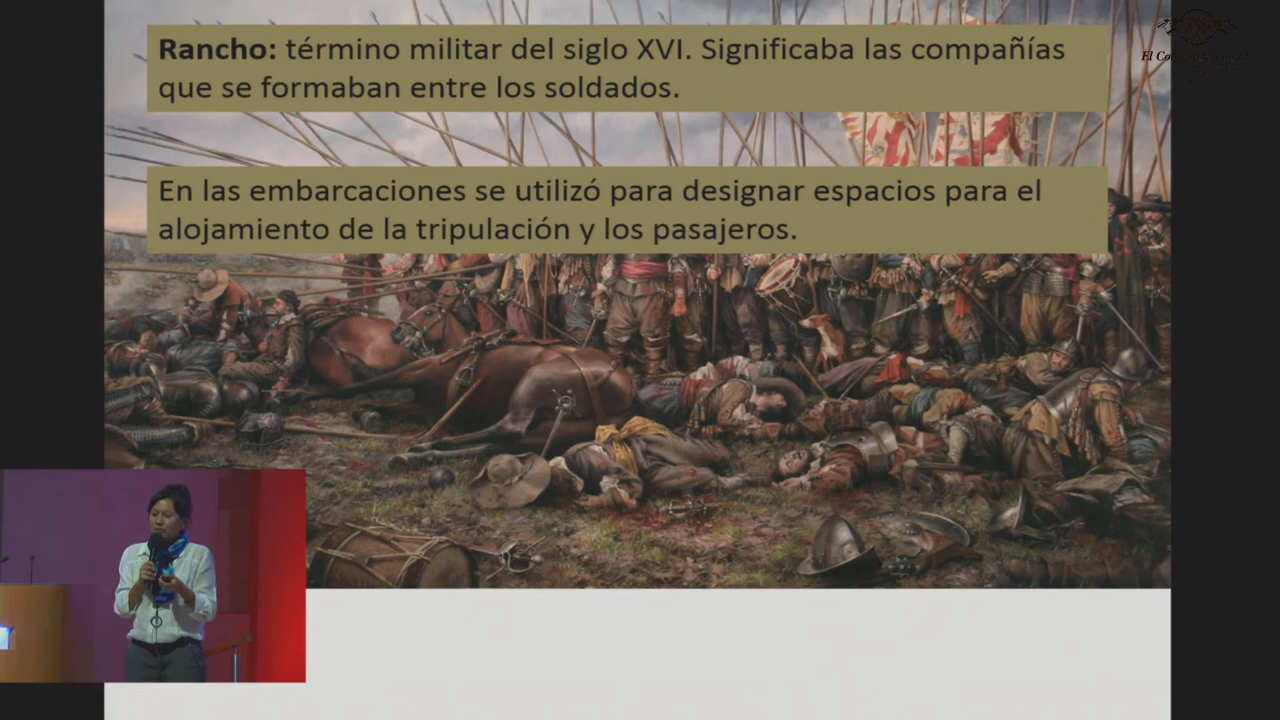 Rancho: término militar del siglo XVI. Significaba las compañías
que se formaban entre los soldados.
En las embarcaciones se utilizó para designar espacios para el
alojamiento de la tripulación y los pasajeros.
El